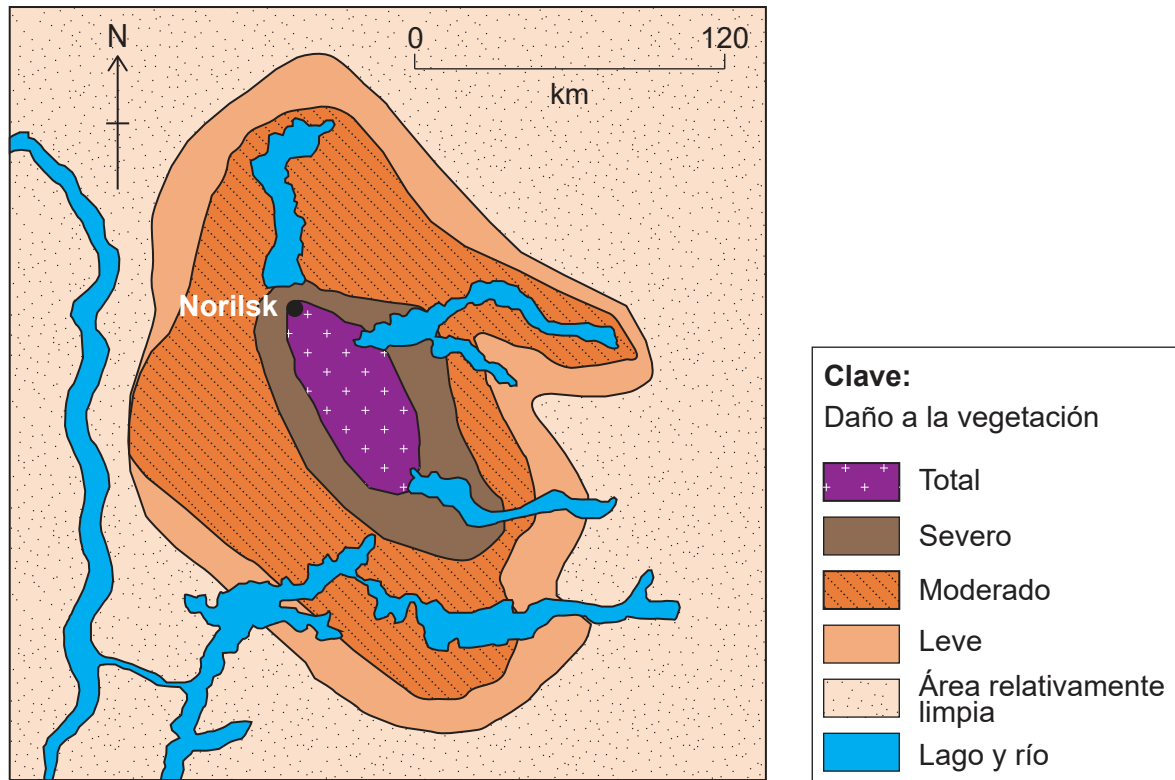 N
0 120
km
Norilsk
Clave:
Daño a la vegetación
Total
Severo
Moderado
Leve
Área relativamente
limpia
Lago y río